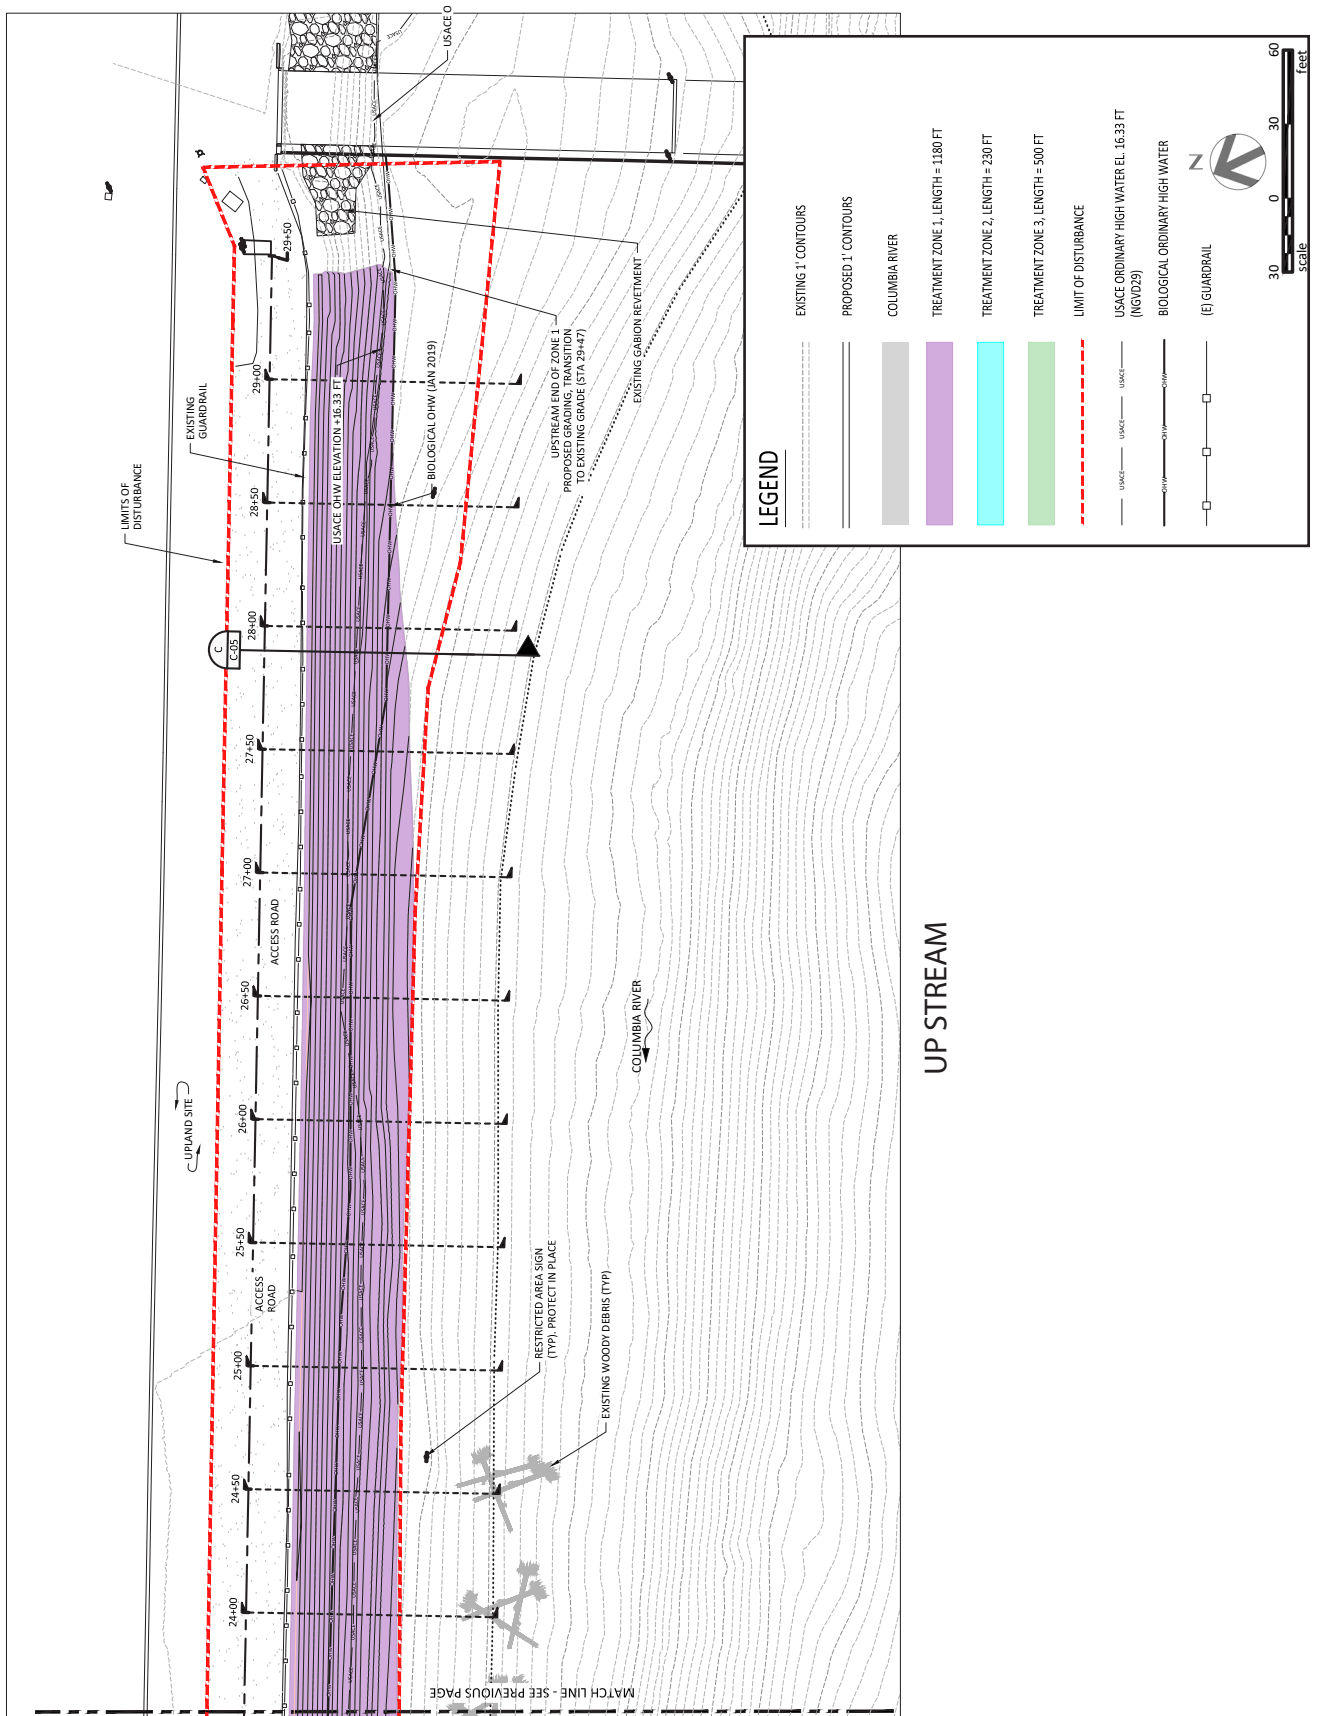 USACE O
LIMITS OF
DISTURBANCE
EXISTING
GUARDRAIL
USACE OHW ELEVATION +16.33 FT
BIOLOGICAL OHW (JAN 2019)
UPSTREAM END OF ZONE 1
PROPOSED GRADING, TRANSITION
TO EXISTING GRADE (STA 29+47)
EXISTING GABION REVETMENT
29+50
29+00
28+50
28+00
C
C-05
27+50
27+00
ACCESS ROAD
26+50
26+00
UPLAND SITE
25+50
ACCESS
ROAD
25+00
24+50
24+00
COLUMBIA RIVER
RESTRICTED AREA SIGN
(TYP). PROTECT IN PLACE
EXISTING WOODY DEBRIS (TYP)
MATCH LINE - SEE PREVIOUS PAGE
UP STREAM
LEGEND
EXISTING 1' CONTOURS
PROPOSED 1' CONTOURS
COLUMBIA RIVER
TREATMENT ZONE 1, LENGTH = 1180 FT
TREATMENT ZONE 2, LENGTH = 230 FT
TREATMENT ZONE 3, LENGTH = 500 FT
LIMIT OF DISTURBANCE
USACE USACE USACE
USACE ORDINARY HIGH WATER EL. 16.33 FT
(NGVD29)
OHW OHW OHW
BIOLOGICAL ORDINARY HIGH WATER
(E) GUARDRAIL
N
30 0 30 60
scale feet